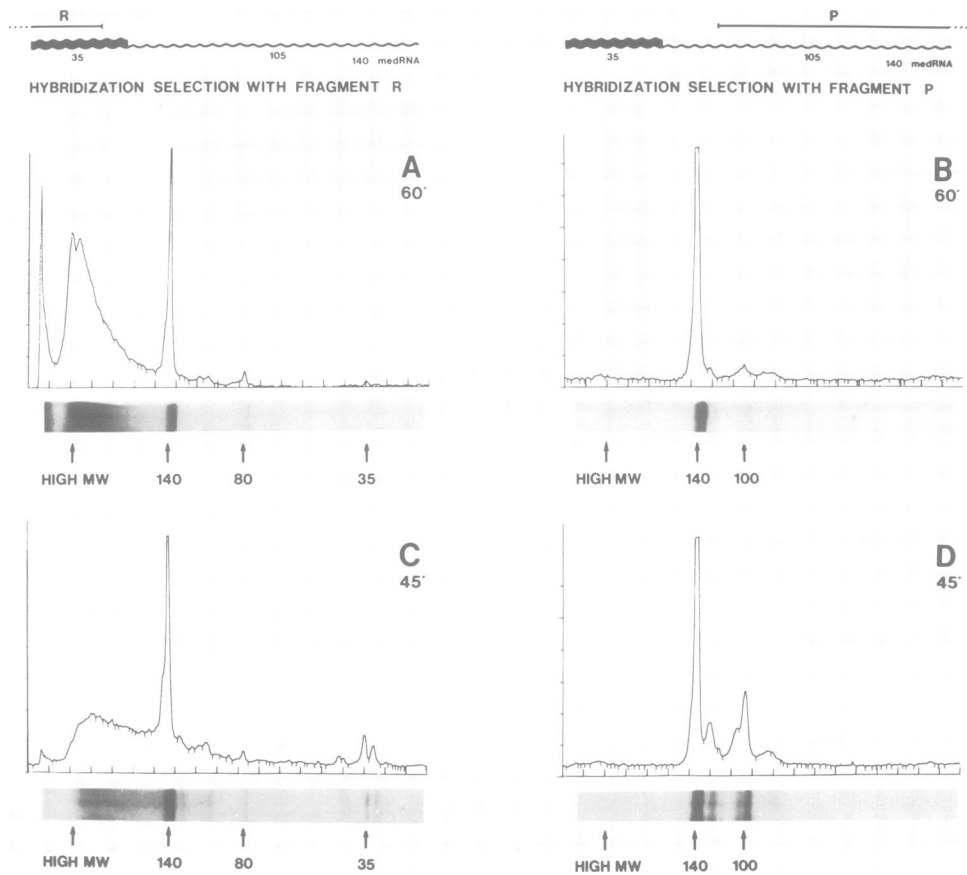 R
35 105 140 medRNA
HYBRIDIZATION SELECTION WITH FRAGMENT R
A
60'
HIGH MW 140 80 35
P
35 105 140 medRNA
HYBRIDIZATION SELECTION WITH FRAGMENT P
B
60'
HIGH MW 140 100
C
45'
HIGH MW 140 80 35
D
45'
HIGH MW 140 100